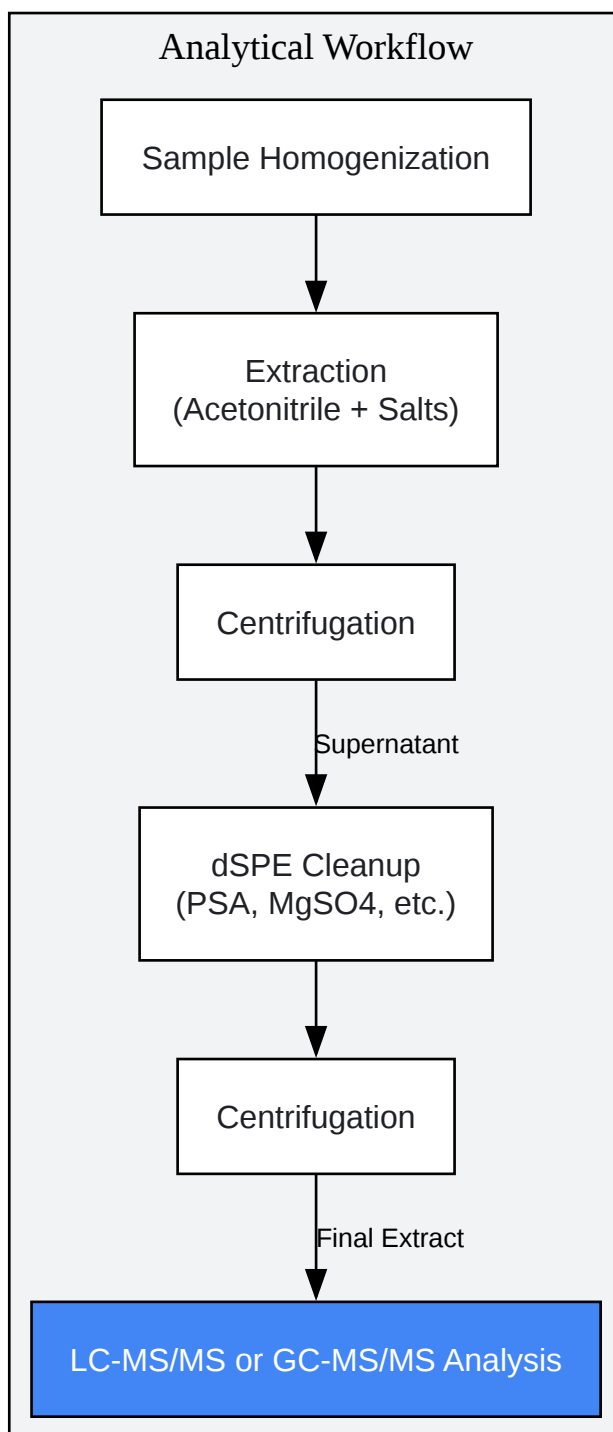 Analytical Workflow
Sample Homogenization
Extraction
(Acetonitrile + Salts)
Centrifugation
Supernatant
dSPE Cleanup
(PSA, MgSO4, etc.)
Centrifugation
Final Extract
LC-MS/MS or GC-MS/MS Analysis